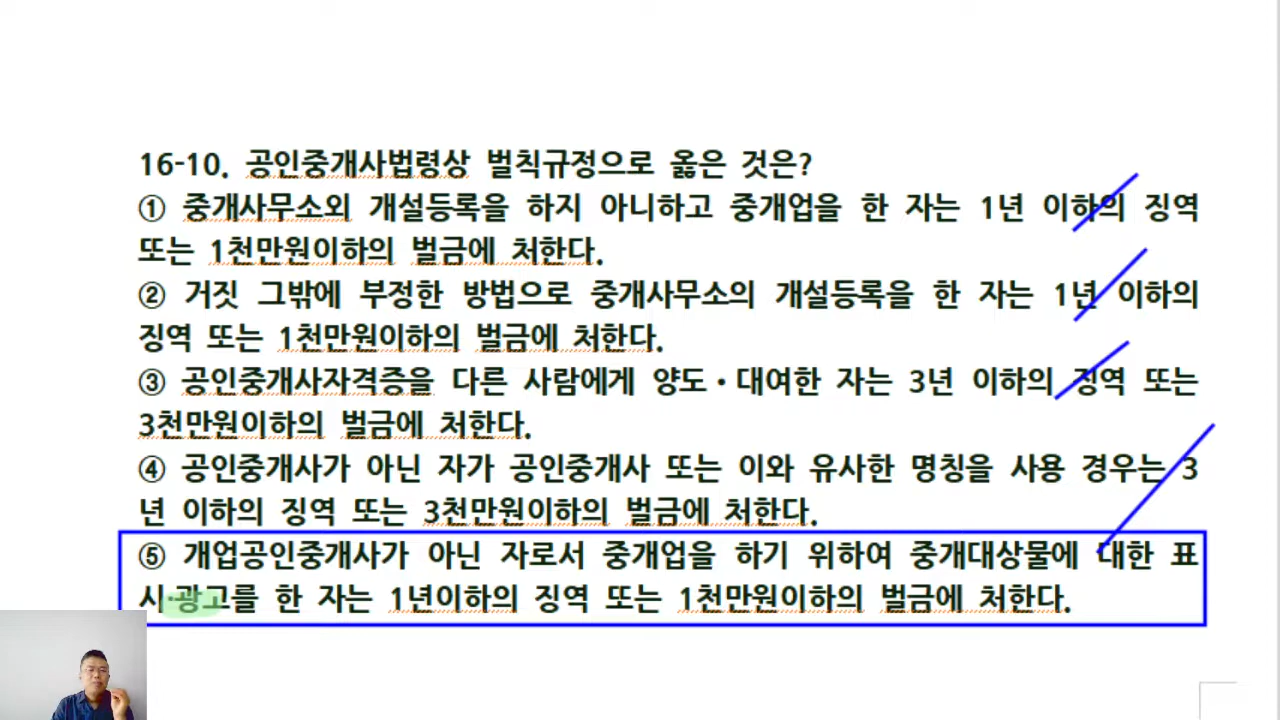 16-10. 공인중개사법령상 벌칙규정으로 옳은 것은?
① 중개사무소외 개설등록을 하지 아니하고 중개업을 한 자는 1년 이하의 징역
또는 1천만원이하의 벌금에 처한다.
② 거짓 그밖에 부정한 방법으로 중개사무소의 개설등록을 한 자는 1년 이하의
징역 또는 1천만원이하의 벌금에 처한다.
③ 공인중개사자격증을 다른 사람에게 양도·대여한 자는 3년 이하의 징역 또는
3천만원이하의 벌금에 처한다.
④ 공인중개사가 아닌 자가 공인중개사 또는 이와 유사한 명칭을 사용 경우는 3
년 이하의 징역 또는 3천만원이하의 벌금에 처한다.
⑤ 개업공인중개사가 아닌 자로서 중개업을 하기 위하여 중개대상물에 대한 표
시·광고를 한 자는 1년이하의 징역 또는 1천만원이하의 벌금에 처한다.